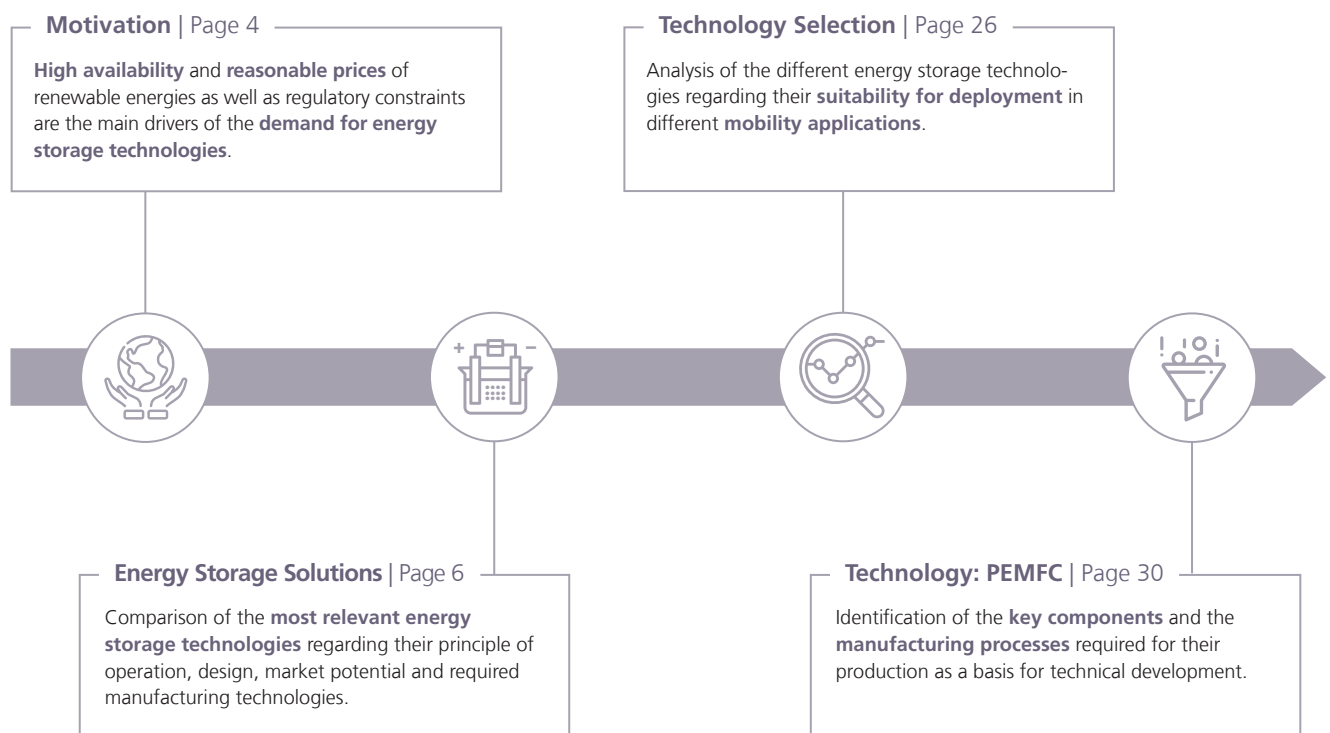 Motivation | Page 4
High availability and reasonable prices of
renewable energies as well as regulatory constraints
are the main drivers of the demand for energy
storage technologies.
Technology Selection | Page 26
Analysis of the different energy storage technolo-
gies regarding their suitability for deployment in
different mobility applications.
Energy Storage Solutions | Page 6
Comparison of the most relevant energy
storage technologies regarding their principle of
operation, design, market potential and required
manufacturing technologies.
Technology: PEMFC | Page 30
Identification of the key components and the
manufacturing processes required for their
production as a basis for technical development.